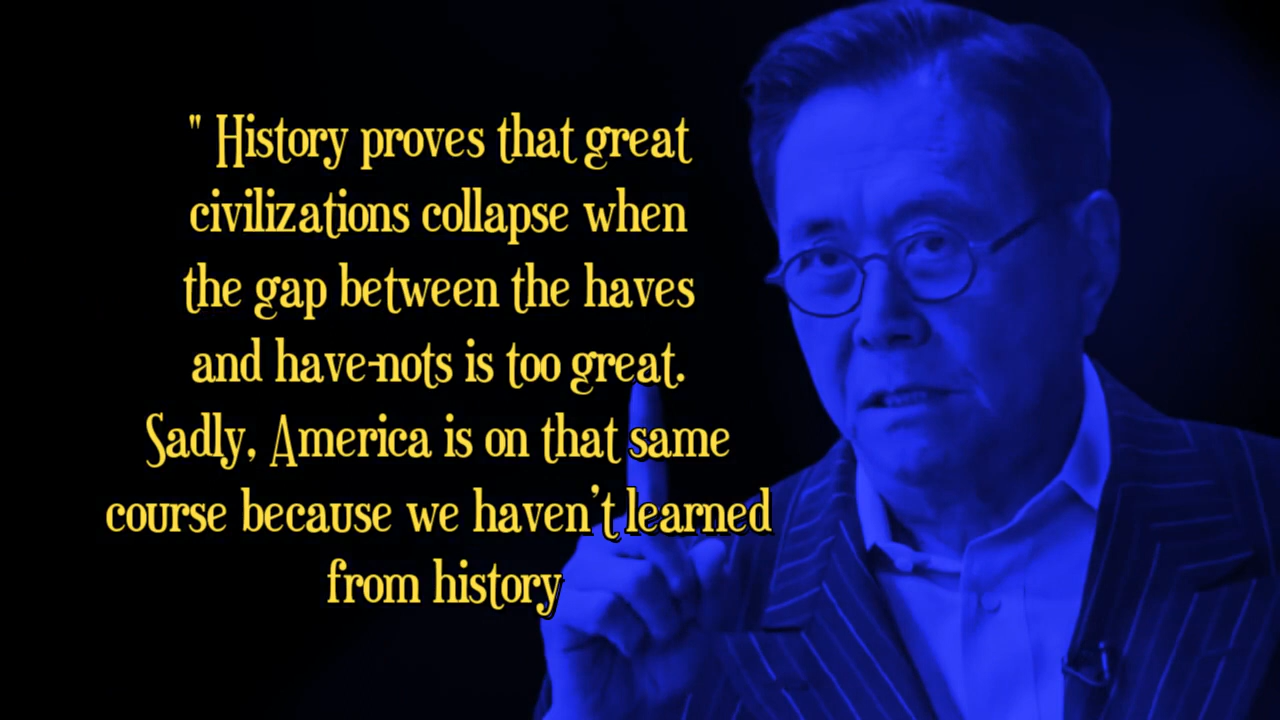 " History proves that great
civilizations collapse when
the gap between the haves
and have-nots is too great.
Sadly, America is on that same
course because we haven't learned
from history